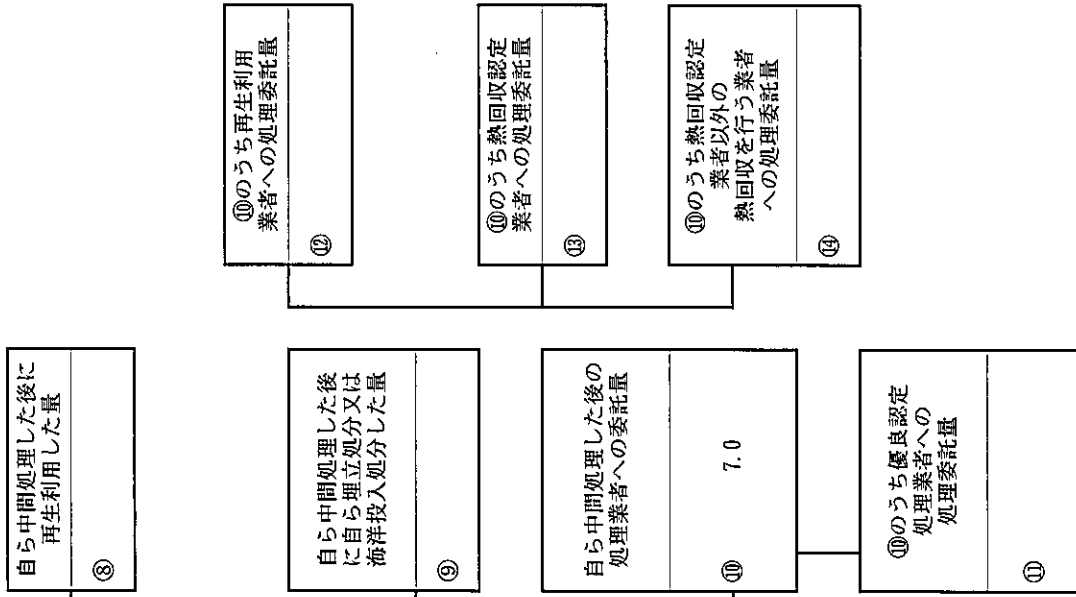 自ら中間処理した後に
再生利用した量
⑧
自ら中間処理した後
に自ら埋立処分又は
海洋投入処分した量
⑨
自ら中間処理した後の
処理業者への委託量
⑩
7.0
⑩のうち優良認定
処理業者への
処理委託量
⑪
⑩のうち再生利用
業者への処理委託量
⑫
⑩のうち熱回収認定
業者への処理委託量
⑬
⑩のうち熱回収認定
業者以外の
熱回収を行う業者
への処理委託量
⑭